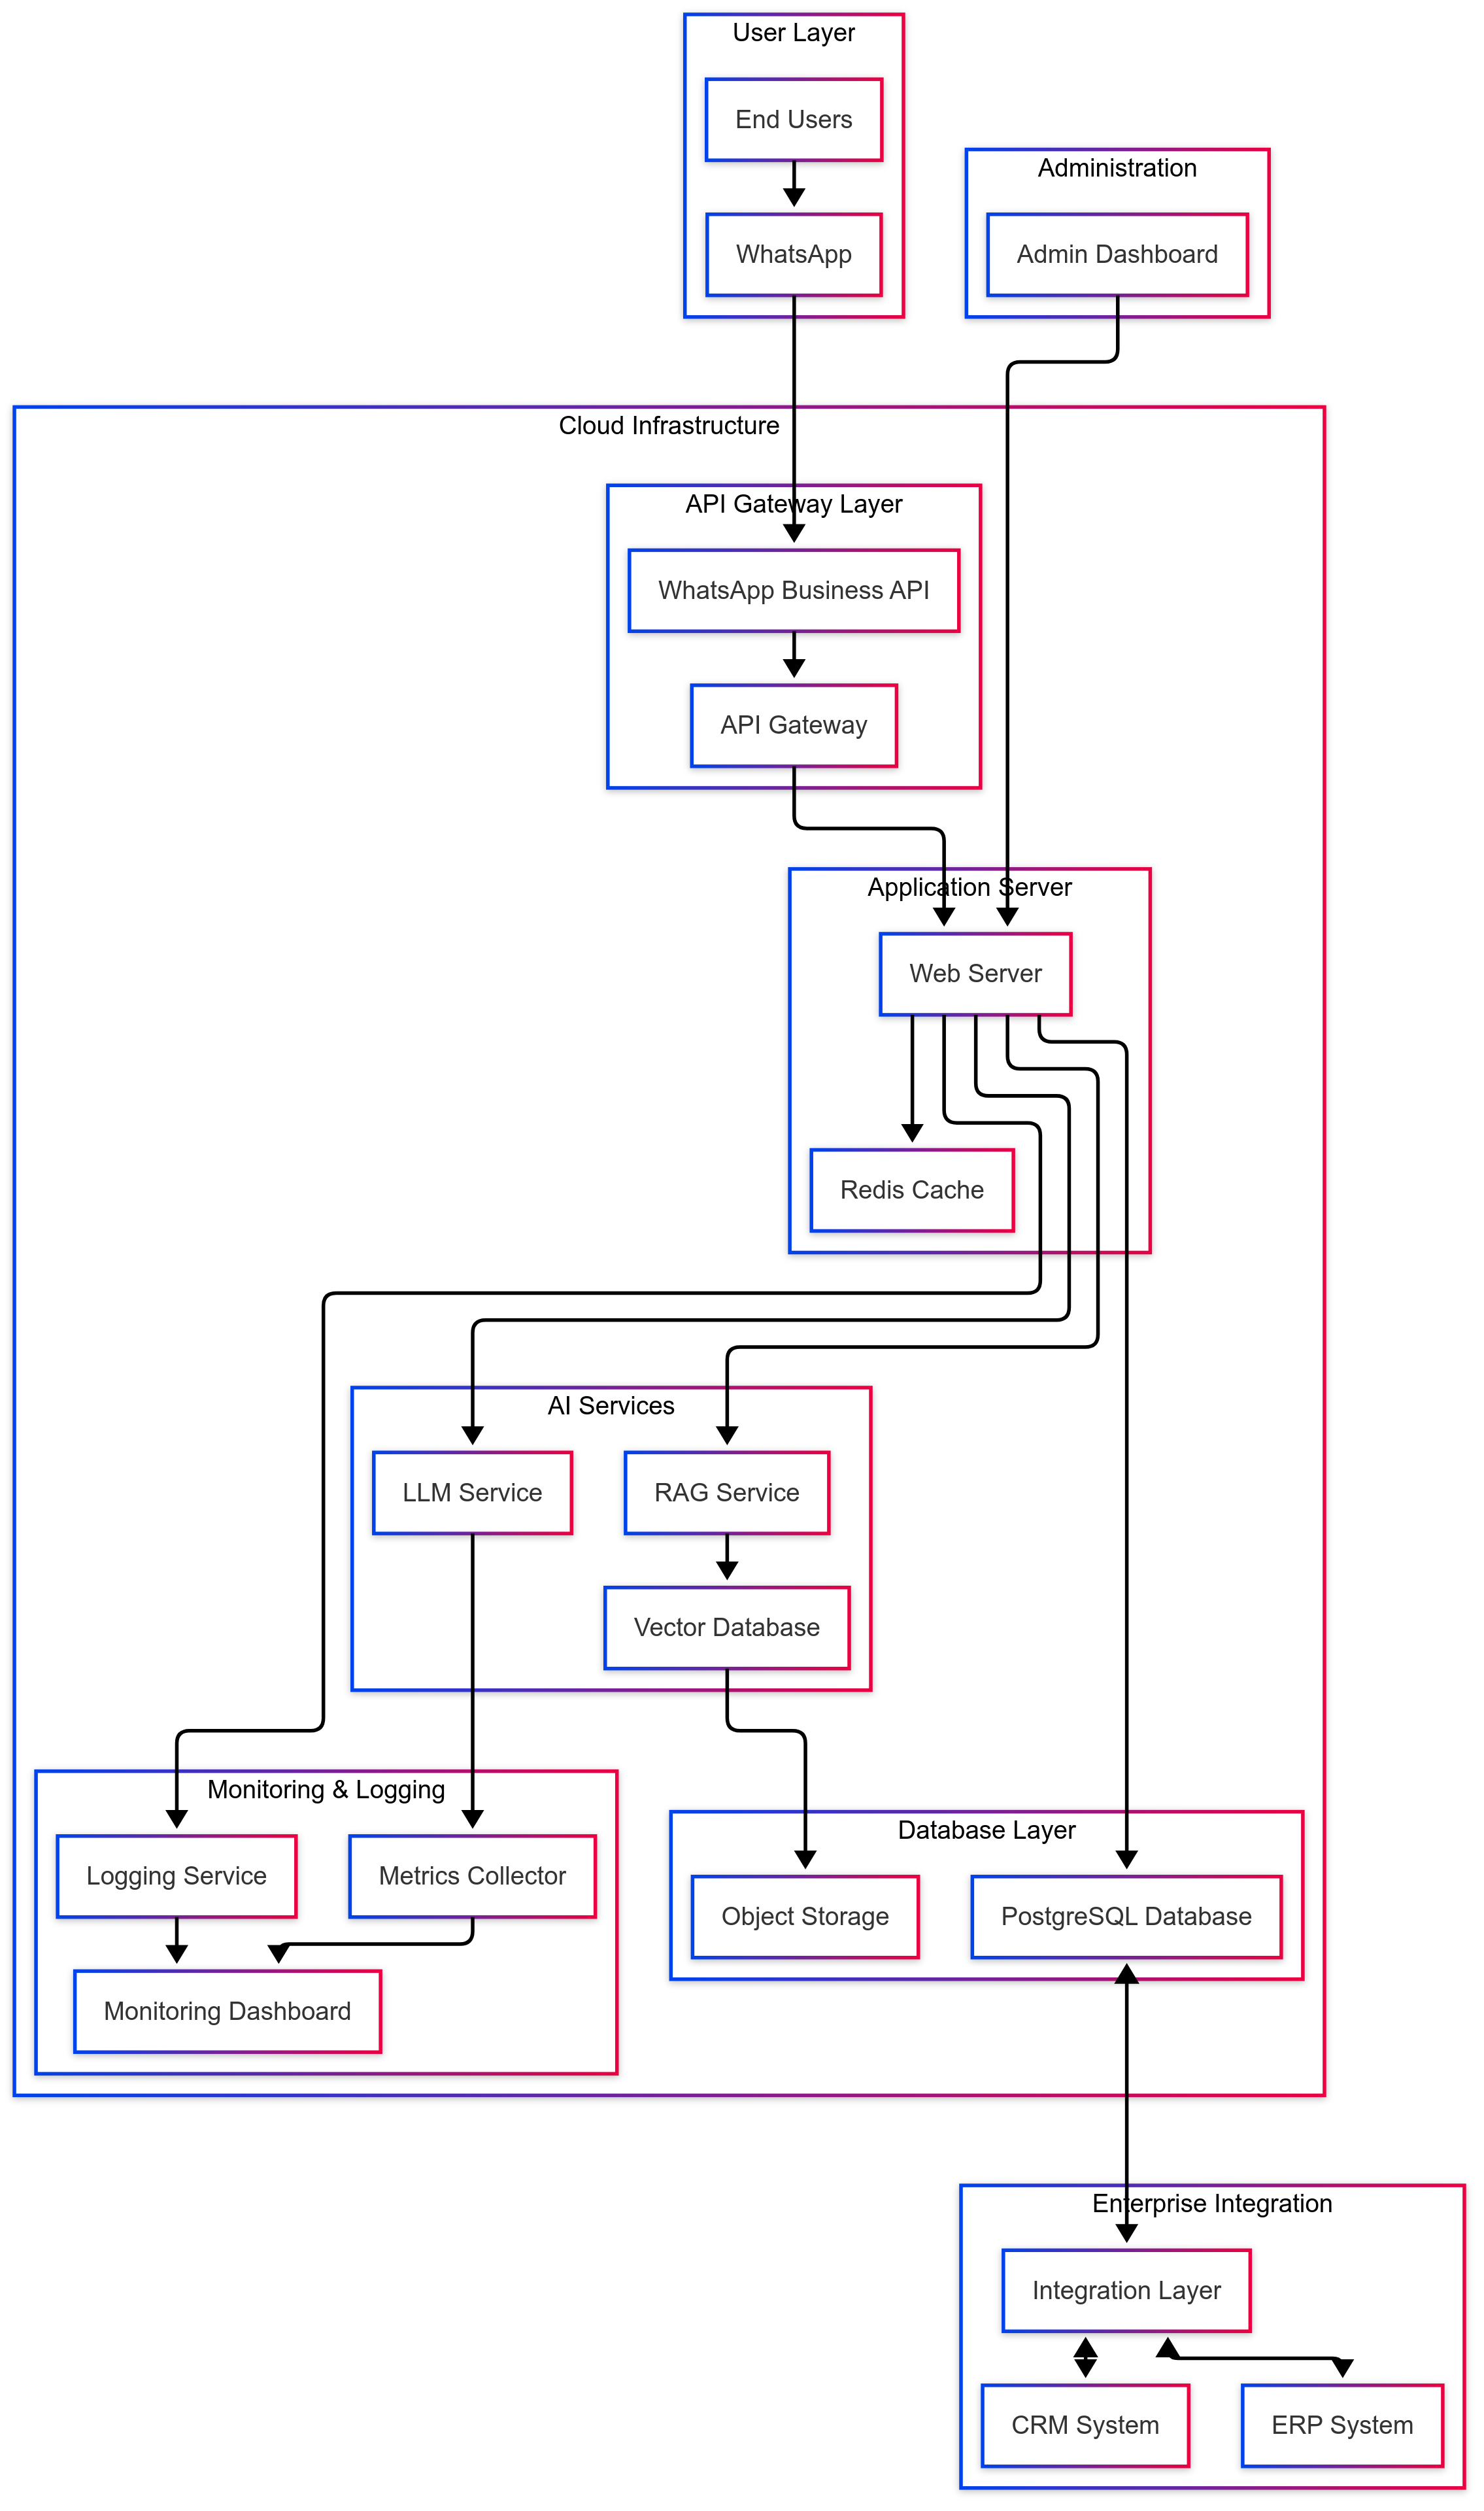 User Layer
End Users
WhatsApp
Administration
Admin Dashboard
Cloud Infrastructure
API Gateway Layer
WhatsApp Business API
API Gateway
Application Server
Web Server
Redis Cache
AI Services
LLM Service
RAG Service
Vector Database
Monitoring & Logging
Logging Service
Metrics Collector
Monitoring Dashboard
Database Layer
Object Storage
PostgreSQL Database
Enterprise Integration
Integration Layer
CRM System
ERP System